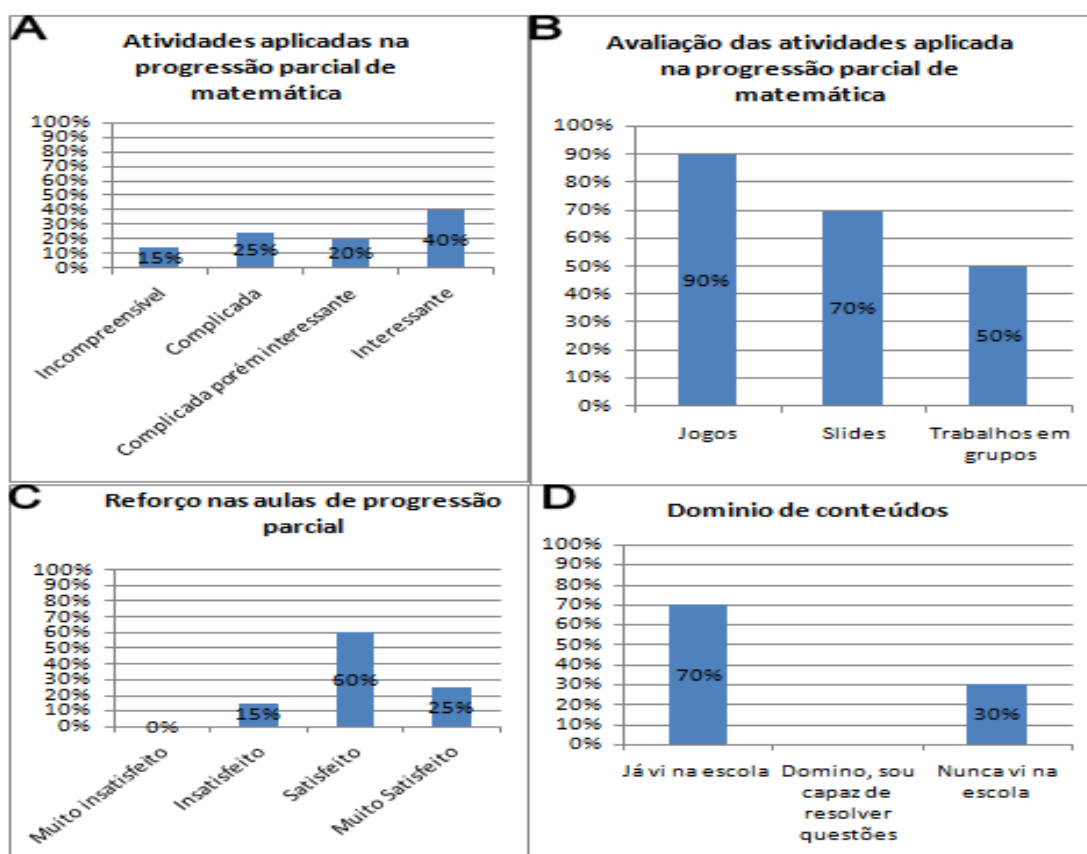 A
Atividades aplicadas na
progressão parcial de
matemática
100%
90%
80%
70%
60%
50%
40%
30%
20%
10%
0%
15%
25%
20%
40%
Incompreensível
Complicada
Complicada porém interessante
Interessante
B
Avaliação das atividades aplicada
na progressão parcial de
matemática
100%
90%
80%
70%
60%
50%
40%
30%
20%
10%
0%
90%
70%
50%
Jogos
Slides
Trabalhos em
grupos
C
Reforço nas aulas de progressão
parcial
100%
90%
80%
70%
60%
50%
40%
30%
20%
10%
0%
0%
15%
60%
25%
Muito insatisfeito
Insatisfeito
Satisfeito
Muito Satisfeito
D
Dominio de conteúdos
100%
90%
80%
70%
60%
50%
40%
30%
20%
10%
0%
70%
30%
Já vi na escola
Domino, sou
capaz de
resolver
questões
Nunca vi na
escola